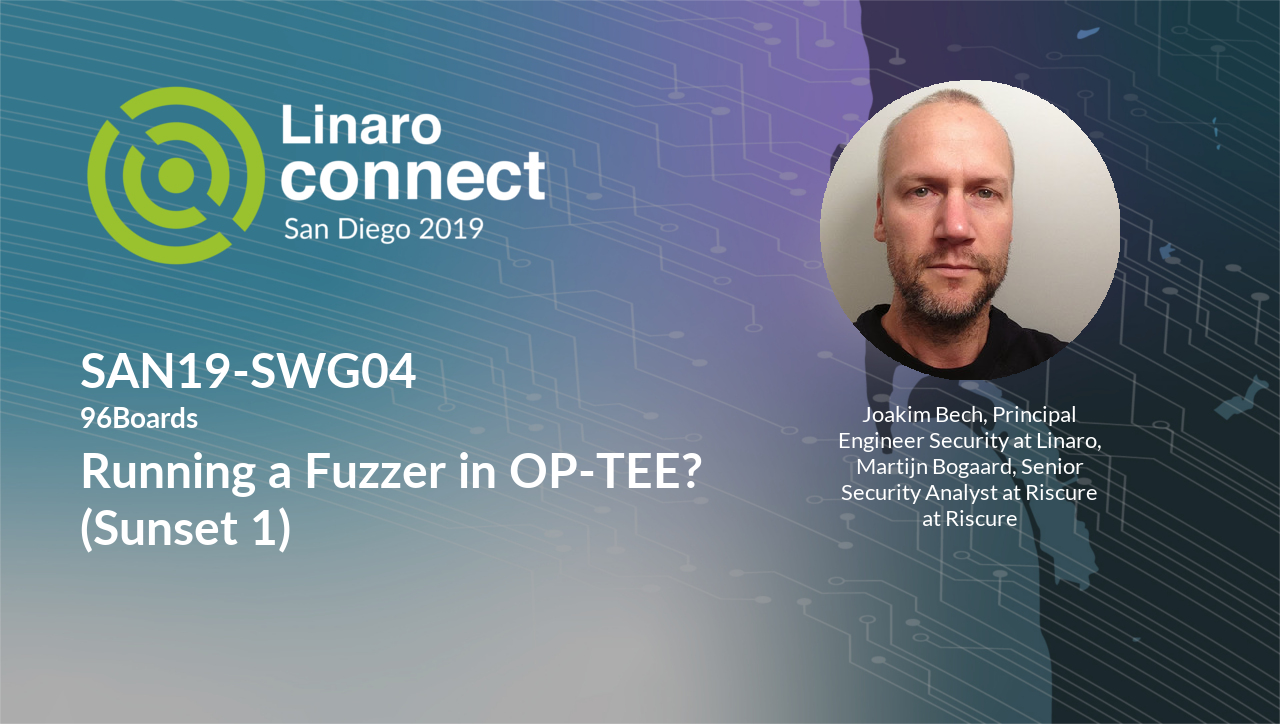 Linaro
connect
San Diego 2019
SAN19-SWG04
96Boards
Running a Fuzzer in OP-TEE?
(Sunset 1)
Joakim Bech, Principal
Engineer Security at Linaro,
Martijn Bogaard, Senior
Security Analyst at Riscure
at Riscure